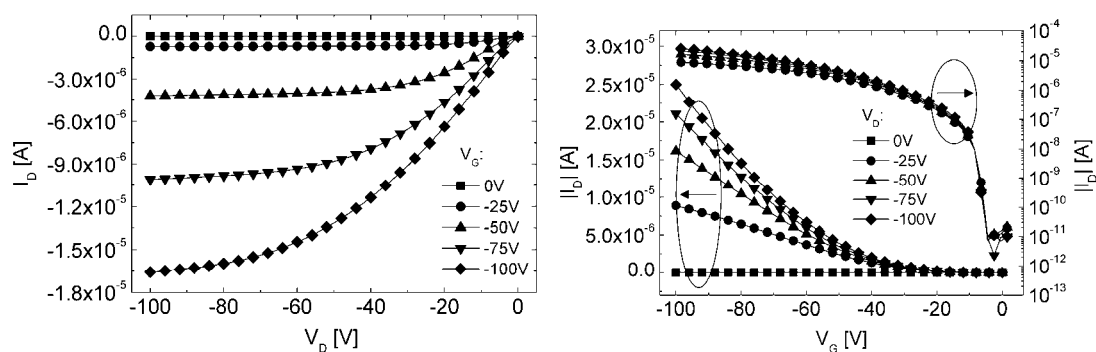 0.0
-3.0x10⁻⁶
-6.0x10⁻⁶
-9.0x10⁻⁶
-1.2x10⁻⁵
-1.5x10⁻⁵
-1.8x10⁻⁵
I_D [A]
V_G:
0V
-25V
-50V
-75V
-100V
-100 -80 -60 -40 -20 0
V_D [V]
3.0x10⁻⁵
2.5x10⁻⁵
2.0x10⁻⁵
1.5x10⁻⁵
1.0x10⁻⁵
5.0x10⁻⁶
0.0
|I_D| [A]
V_D:
0V
-25V
-50V
-75V
-100V
10⁻⁴
10⁻⁵
10⁻⁶
10⁻⁷
10⁻⁸
10⁻⁹
10⁻¹⁰
10⁻¹¹
10⁻¹²
10⁻¹³
|I_D| [A]
-100 -80 -60 -40 -20 0
V_G [V]